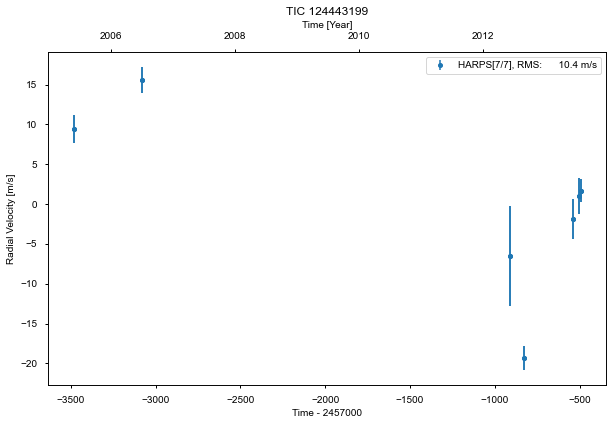 TIC 124443199
Time [Year]
2006 2008 2010 2012
HARPS[7/7], RMS: 10.4 m/s
Radial Velocity [m/s]
15
10
5
0
−5
−10
−15
−20
−3500 −3000 −2500 −2000 −1500 −1000 −500
Time - 2457000